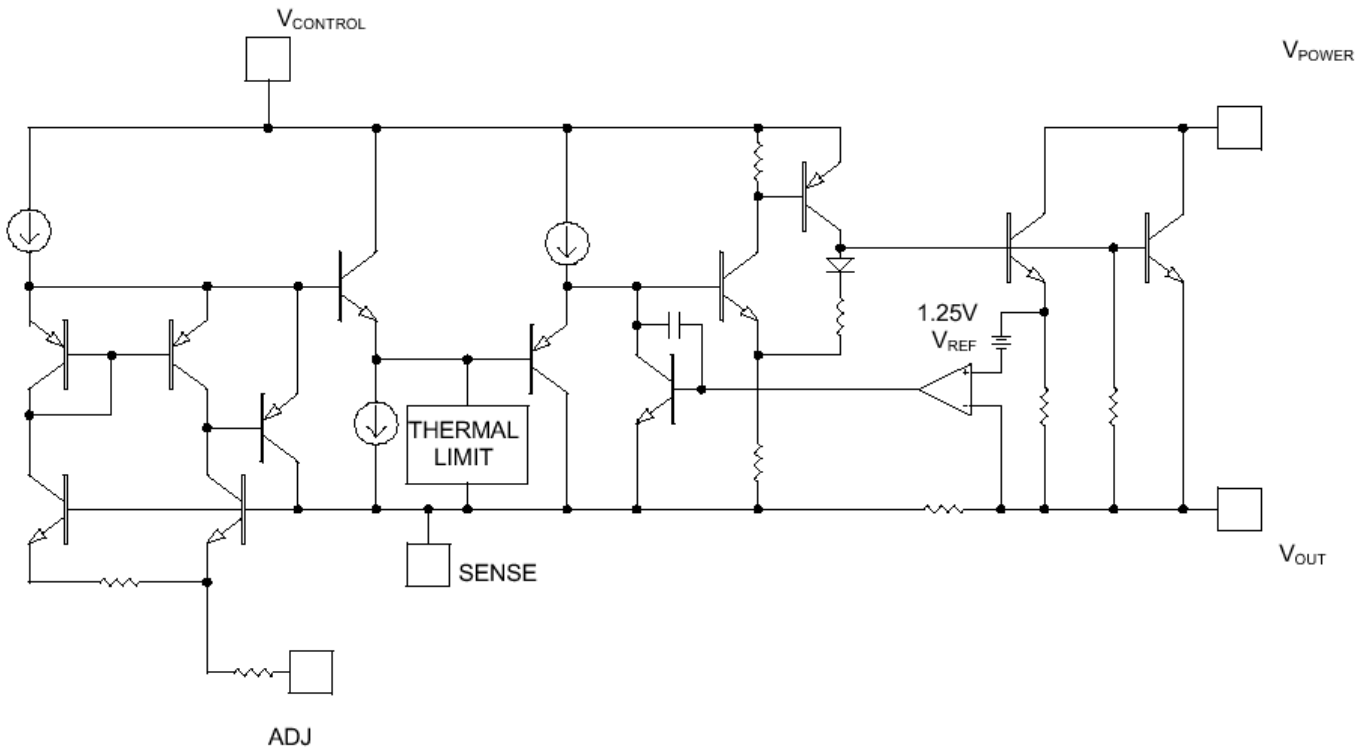 VCONTROL
VPOWER
1.25V
VREF
THERMAL
LIMIT
SENSE
VOUT
ADJ